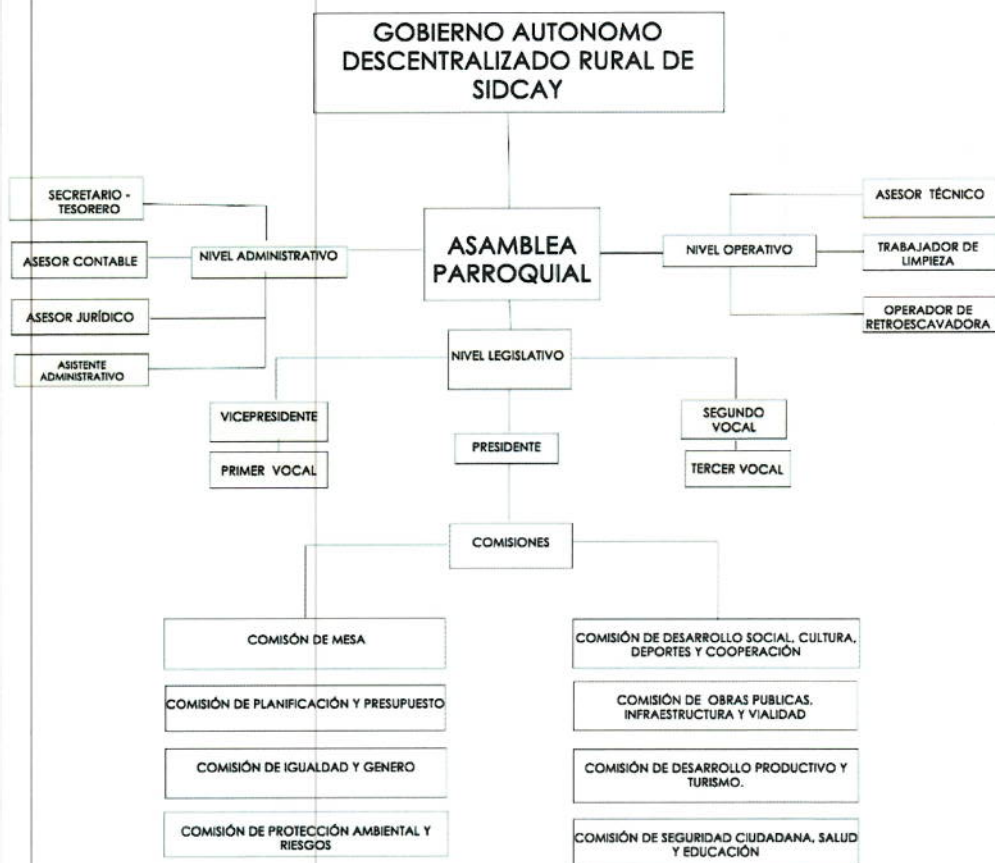 GOBIERNO AUTONOMO
DESCENTRALIZADO RURAL DE
SIDCAY
SECRETARIO -
TESORERO
ASESOR CONTABLE
ASESOR JURÍDICO
ASISTENTE
ADMINISTRATIVO
NIVEL ADMINISTRATIVO
ASAMBLEA
PARROQUIAL
NIVEL OPERATIVO
ASESOR TÉCNICO
TRABAJADOR DE
LIMPIEZA
OPERADOR DE
RETROESCAVADORA
NIVEL LEGISLATIVO
VICEPRESIDENTE
PRIMER VOCAL
PRESIDENTE
SEGUNDO
VOCAL
TERCER VOCAL
COMISIONES
COMISÓN DE MESA
COMISIÓN DE PLANIFICACIÓN Y PRESUPUESTO
COMISIÓN DE IGUALDAD Y GENERO
COMISIÓN DE PROTECCIÓN AMBIENTAL Y
RIESGOS
COMISIÓN DE DESARROLLO SOCIAL, CULTURA,
DEPORTES Y COOPERACIÓN
COMISIÓN DE OBRAS PUBLICAS,
INFRAESTRUCTURA Y VIALIDAD
COMISIÓN DE DESARROLLO PRODUCTIVO Y
TURISMO.
COMISIÓN DE SEGURIDAD CIUDADANA, SALUD
Y EDUCACIÓN